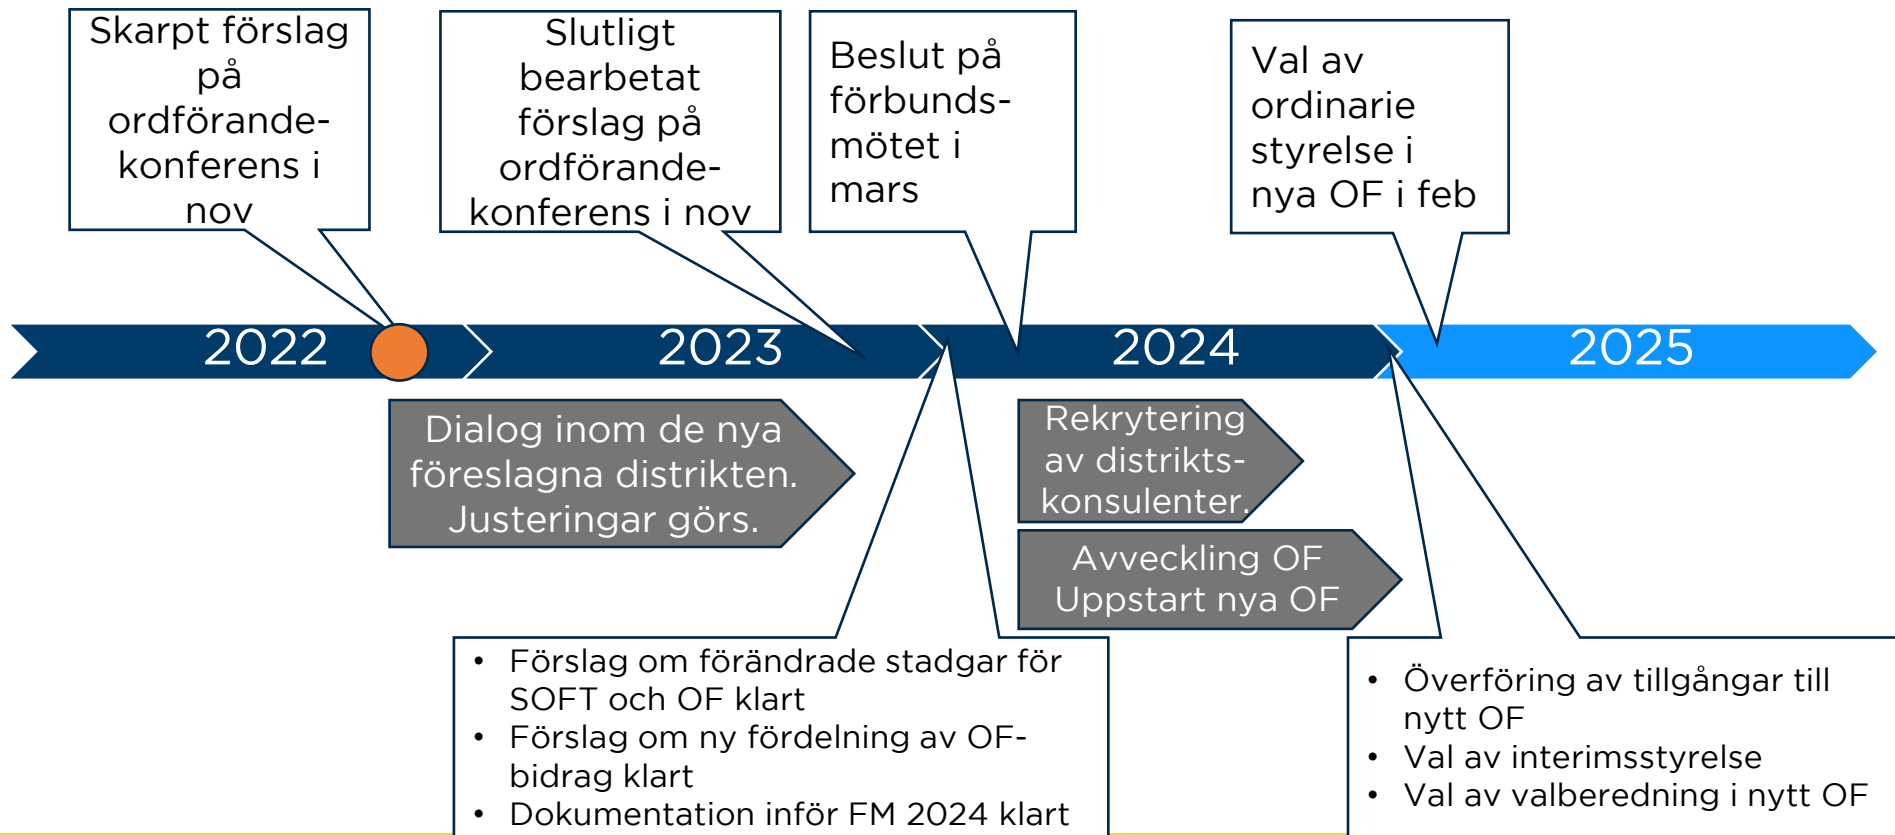 Skarpt förslag
på
ordförande-
konferens i
nov
Slutligt
bearbetat
förslag på
ordförande-
konferens i nov
Beslut på
förbunds-
mötet i
mars
Val av
ordinarie
styrelse i
nya OF i feb
2022
2023
2024
2025
Dialog inom de nya
föreslagna distrikten.
Justeringar görs.
Rekrytering
av distrikts-
konsulenter.
Avveckling OF
Uppstart nya OF
• Förslag om förändrade stadgar för
SOFT och OF klart
• Förslag om ny fördelning av OF-
bidrag klart
• Dokumentation inför FM 2024 klart
• Överföring av tillgångar till
nytt OF
• Val av interimsstyrelse
• Val av valberedning i nytt OF